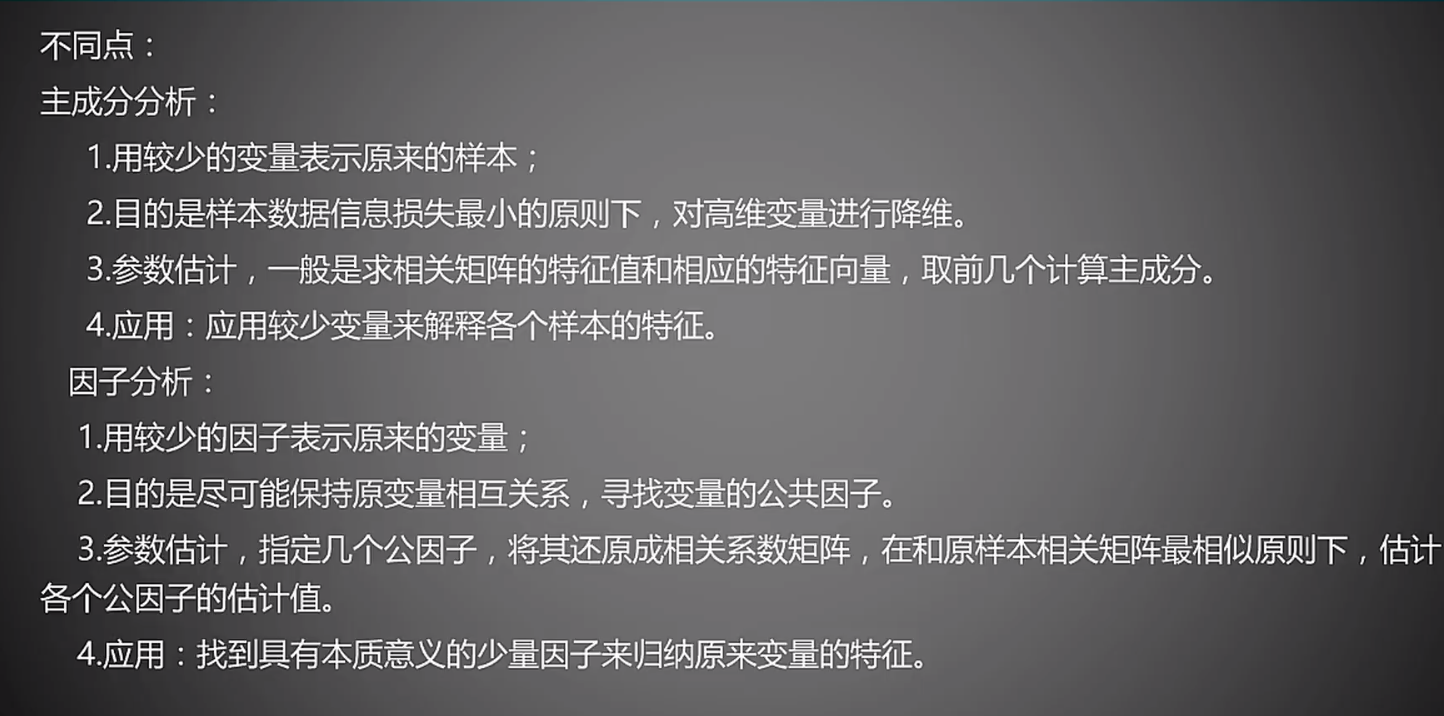 不同点：
主成分分析：
1.用较少的变量表示原来的样本；
2.目的是样本数据信息损失最小的原则下，对高维变量进行降维。
3.参数估计，一般是求相关矩阵的特征值和相应的特征向量，取前几个计算主成分。
4.应用：应用较少变量来解释各个样本的特征。
因子分析：
1.用较少的因子表示原来的变量；
2.目的是尽可能保持原变量相互关系，寻找变量的公共因子。
3.参数估计，指定几个公因子，将其还原成相关系数矩阵，在和原样本相关矩阵最相似原则下，估计
各个公因子的估计值。
4.应用：找到具有本质意义的少量因子来归纳原来变量的特征。